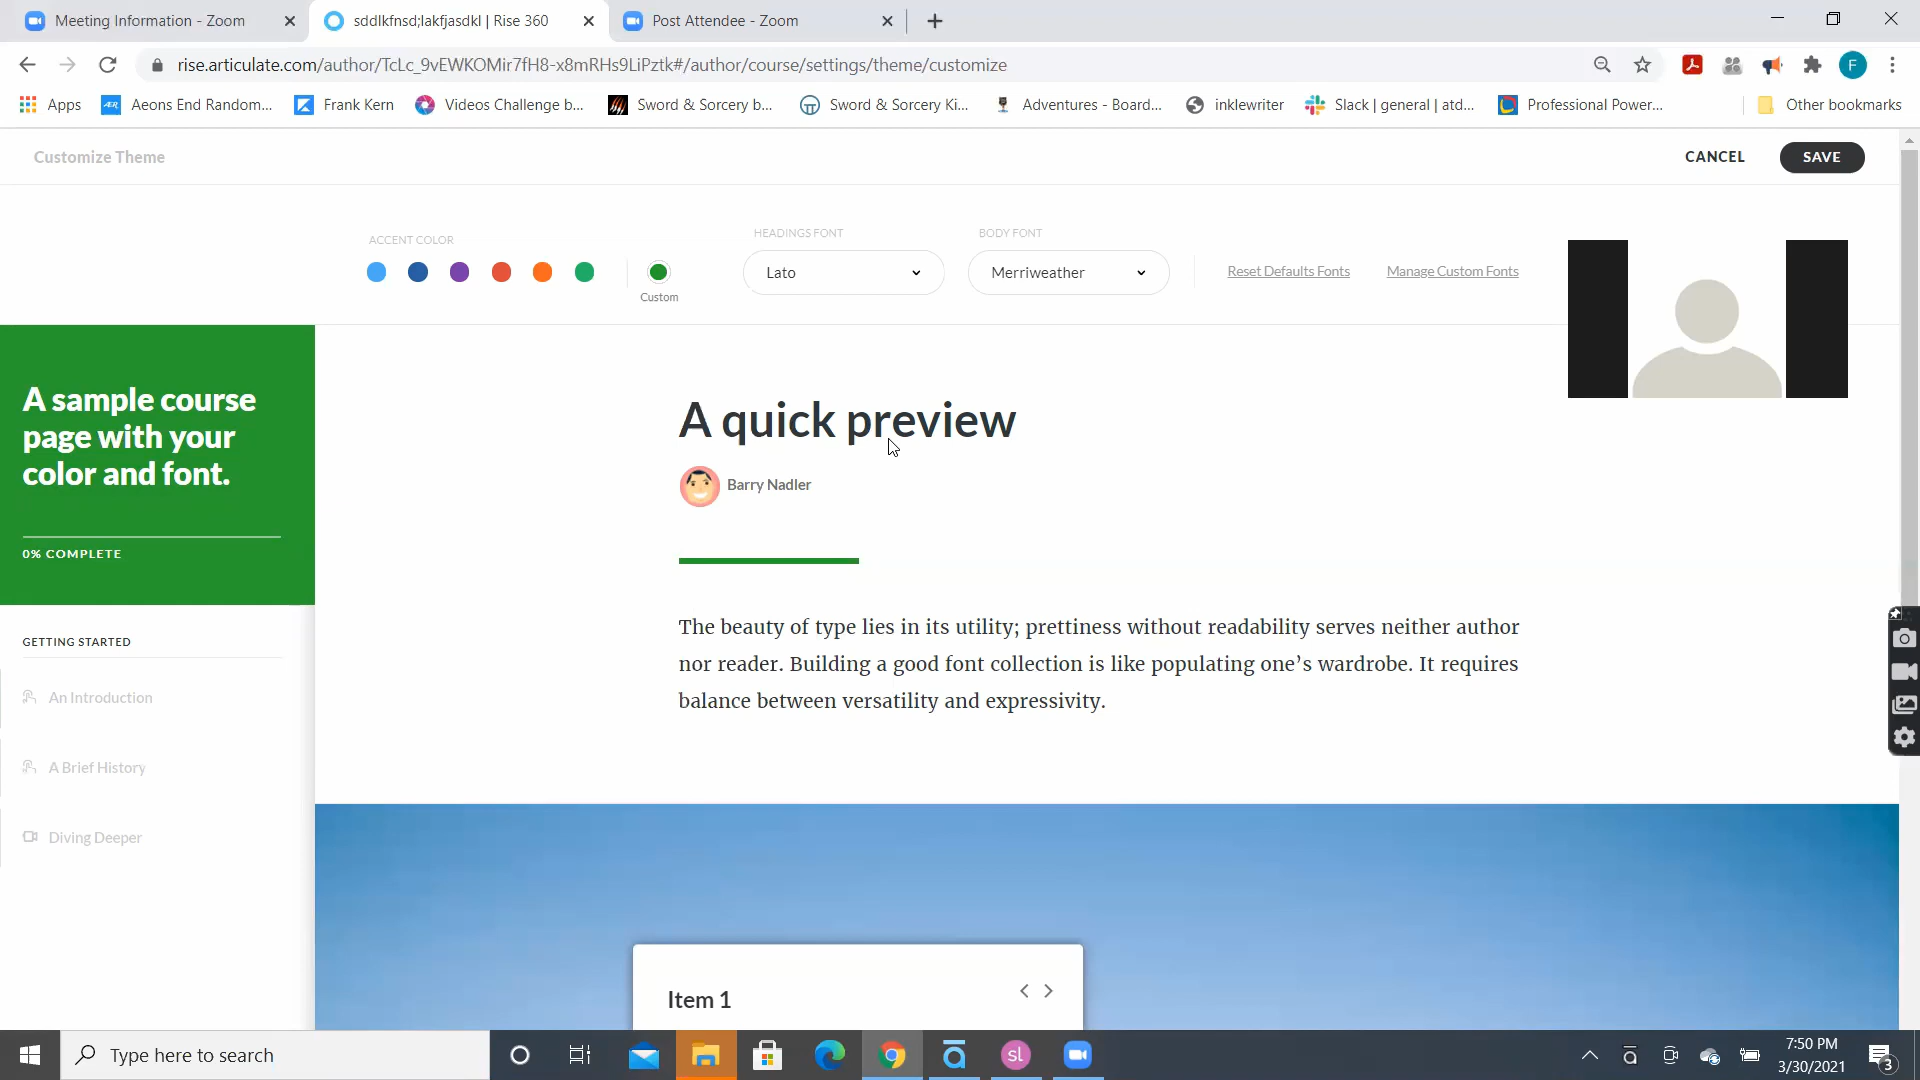 Meeting Information - Zoom
sddlkfnsd;lakfjasdkl | Rise 360
Post Attendee - Zoom
rise.articulate.com/author/TcLc_9vEWKOMir7fH8-x8mRHs9LiPztk#/author/course/settings/theme/customize
F
Apps
AER
Aeons End Random...
Frank Kern
Videos Challenge b...
Sword & Sorcery b...
Sword & Sorcery Ki...
Adventures - Board...
inklewriter
Slack | general | atd...
Professional Power...
Other bookmarks
Customize Theme
CANCEL
SAVE
ACCENT COLOR
Custom
HEADINGS FONT
Lato
BODY FONT
Merriweather
Reset Defaults Fonts
Manage Custom Fonts
A sample course
page with your
color and font.
0% COMPLETE
GETTING STARTED
An Introduction
A Brief History
Diving Deeper
A quick preview
Barry Nadler
The beauty of type lies in its utility; prettiness without readability serves neither author
nor reader. Building a good font collection is like populating one’s wardrobe. It requires
balance between versatility and expressivity.
Item 1
Type here to search
sl
7:50 PM
3/30/2021
3